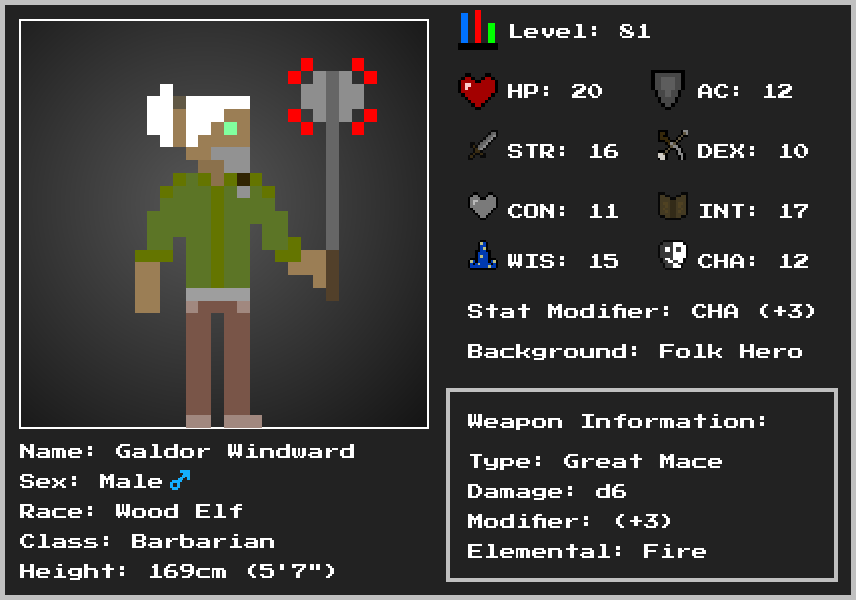 Level: 81
HP: 20 AC: 12
STR: 16 DEX: 10
CON: 11 INT: 17
WIS: 15 CHA: 12
Stat Modifier: CHA (+3)
Background: Folk Hero
Name: Galdor Windward
Sex: Male♂
Race: Wood Elf
Class: Barbarian
Height: 169cm (5'7")
Weapon Information:
Type: Great Mace
Damage: d6
Modifier: (+3)
Elemental: Fire